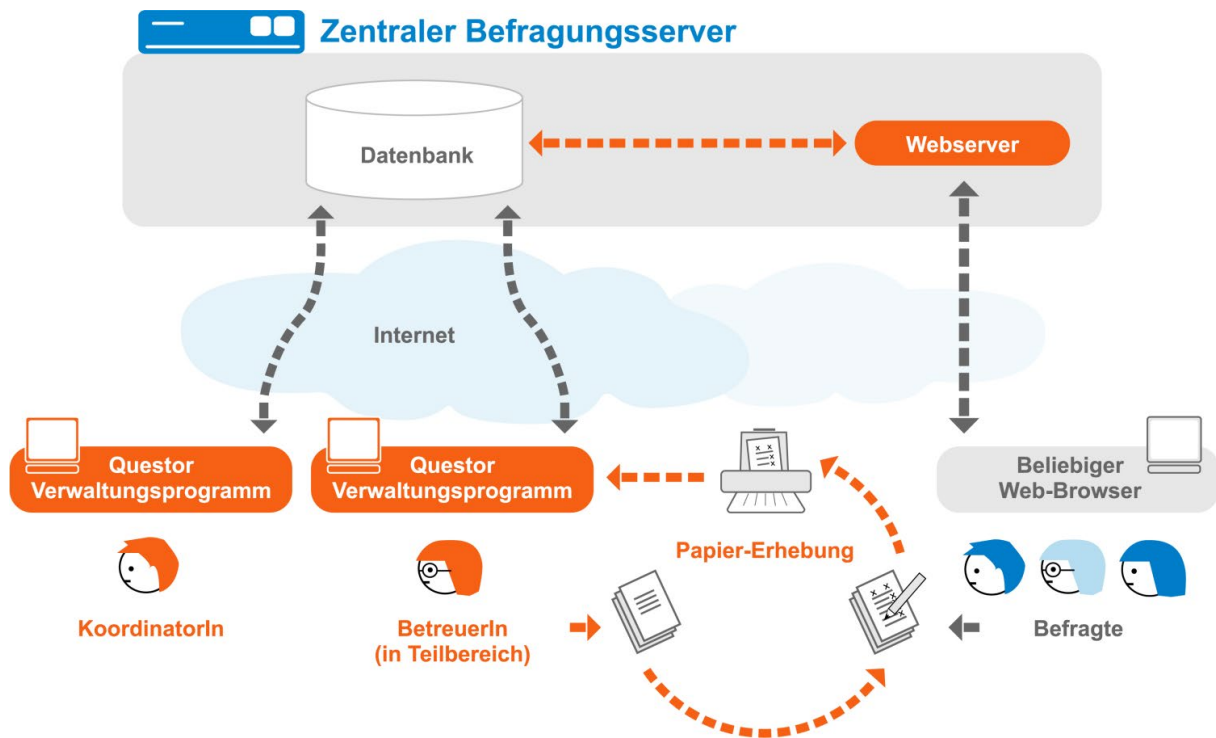 Zentraler Befragungsserver
Datenbank
Webserver
Internet
Questor
Verwaltungsprogramm
Questor
Verwaltungsprogramm
Beliebiger
Web-Browser
Papier-Erhebung
KoordinatorIn
BetreuerIn
(in Teilbereich)
Befragte